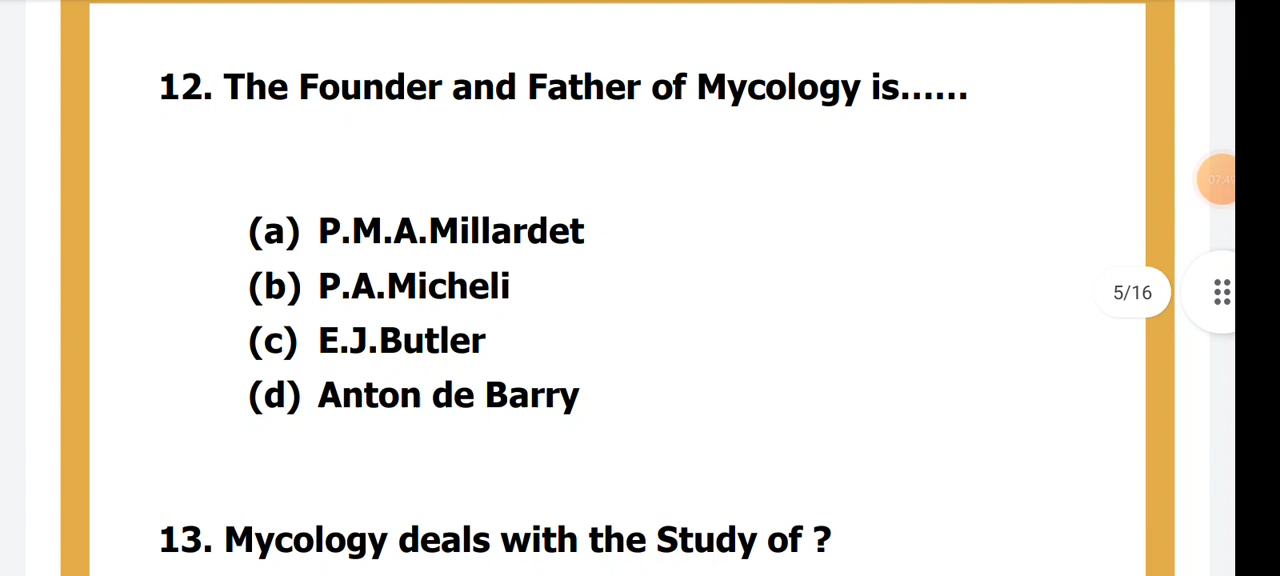 12. The Founder and Father of Mycology is......
(a) P.M.A.Millardet
(b) P.A.Micheli
(c) E.J.Butler
(d) Anton de Barry
5/16
13. Mycology deals with the Study of ?